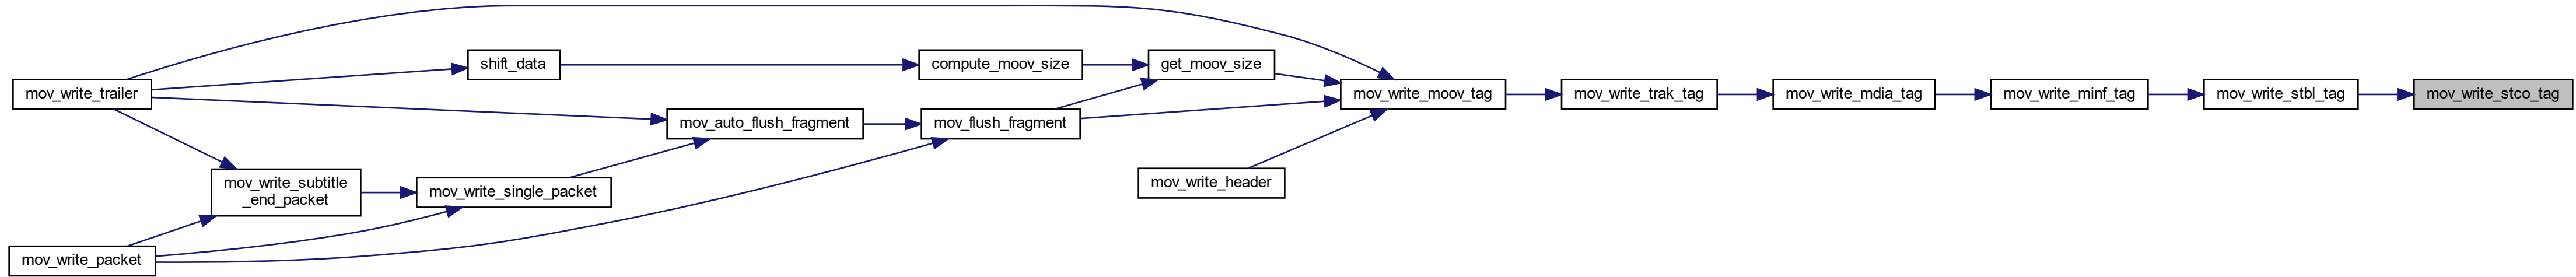 mov_write_trailer
shift_data
compute_moov_size
get_moov_size
mov_write_moov_tag
mov_write_trak_tag
mov_write_mdia_tag
mov_write_minf_tag
mov_write_stbl_tag
mov_write_stco_tag
mov_auto_flush_fragment
mov_flush_fragment
mov_write_subtitle
_end_packet
mov_write_single_packet
mov_write_header
mov_write_packet